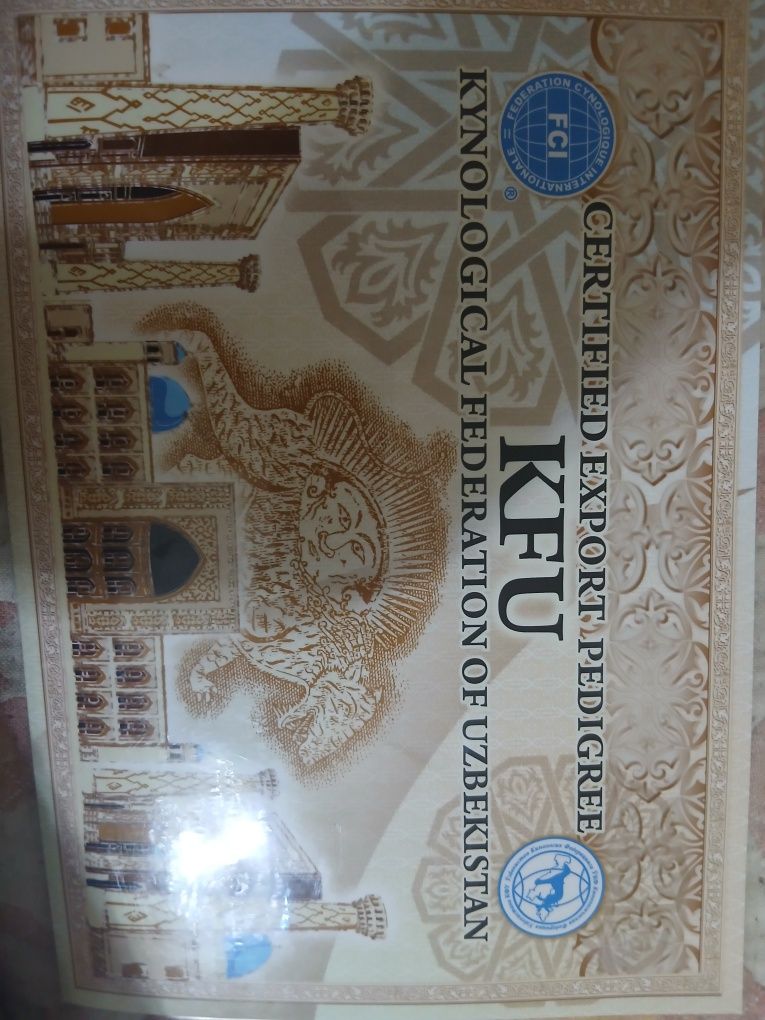 CERTIFIED EXPORT PEDIGREE
KFU
KYNOLOGICAL FEDERATION OF UZBEKISTAN
FEDERATION CYNOLOGIQUE INTERNATIONALE
FCI
®